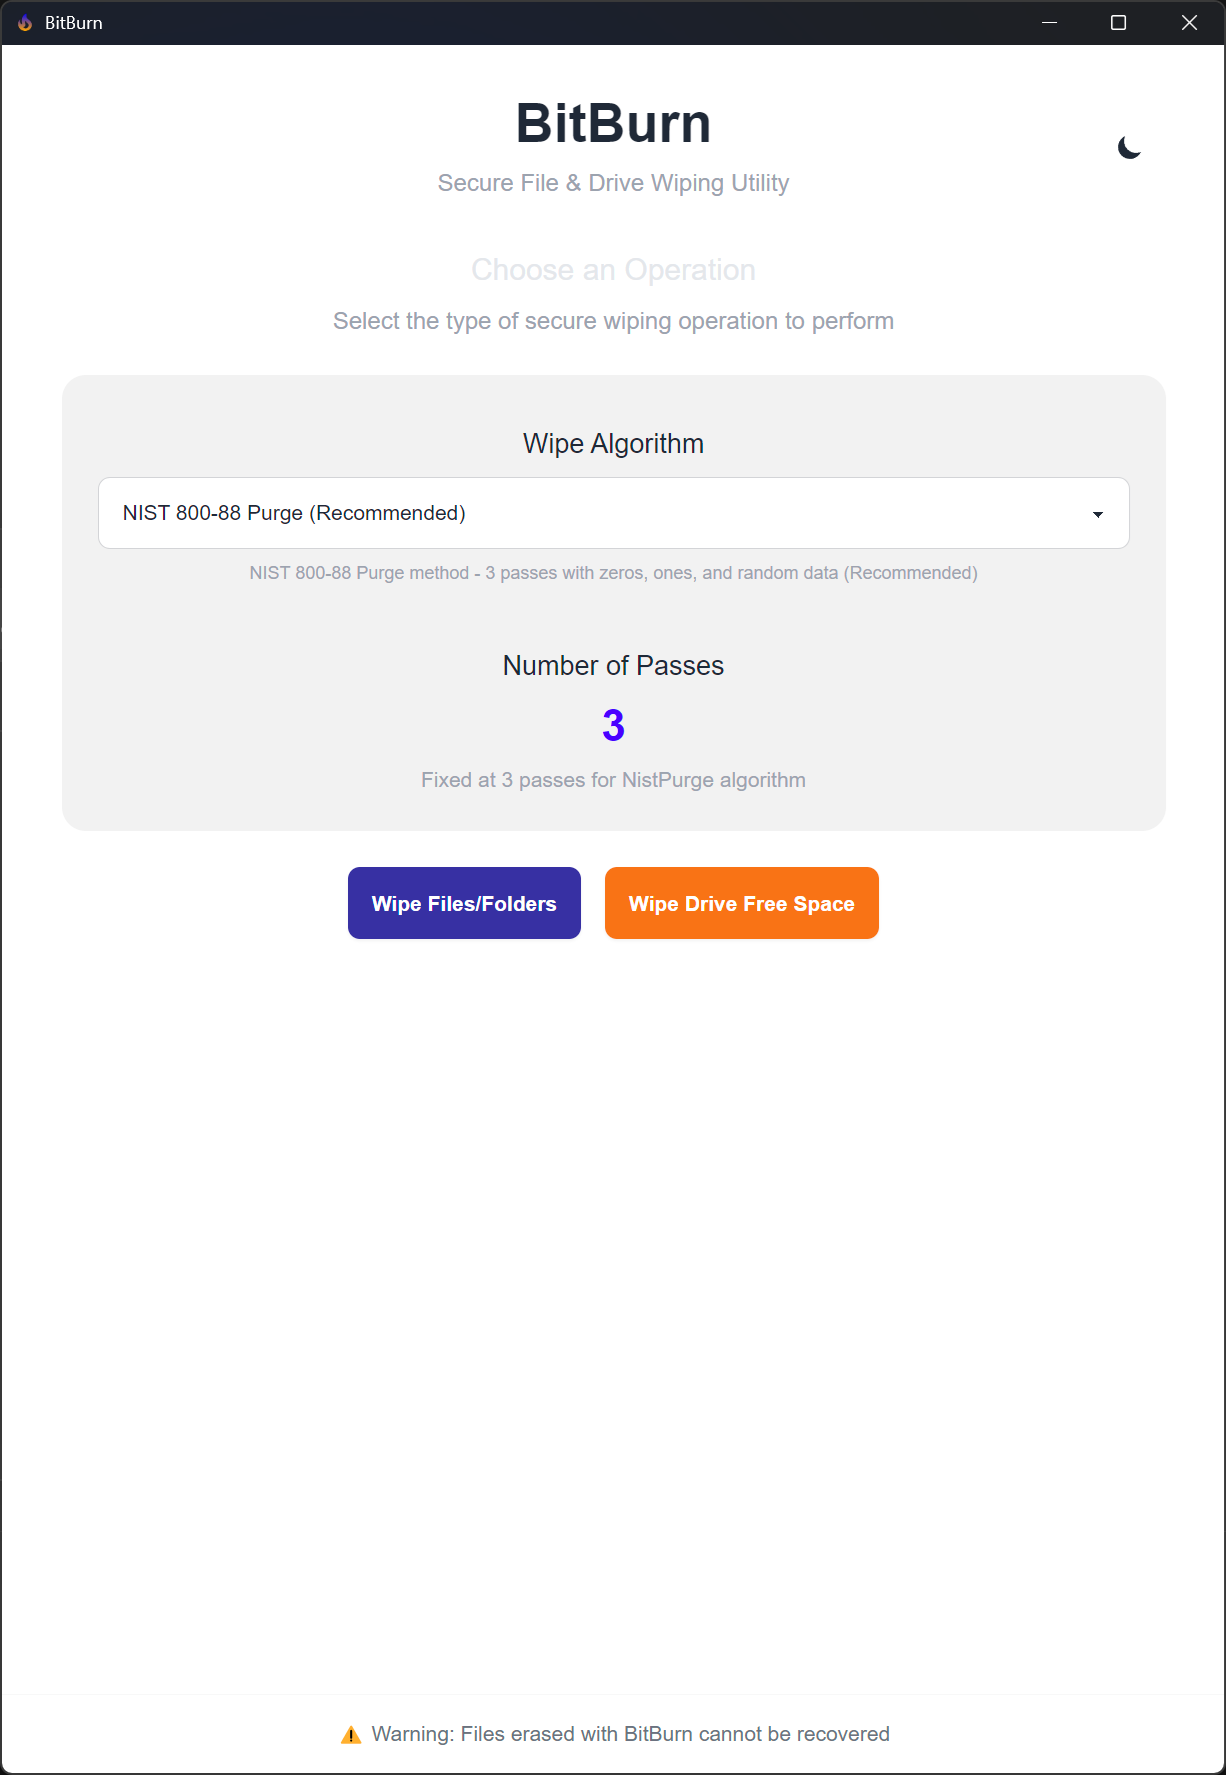 BitBurn
BitBurn
Secure File & Drive Wiping Utility
Choose an Operation
Select the type of secure wiping operation to perform
Wipe Algorithm
NIST 800-88 Purge (Recommended)
NIST 800-88 Purge method - 3 passes with zeros, ones, and random data (Recommended)
Number of Passes
3
Fixed at 3 passes for NistPurge algorithm
Wipe Files/Folders
Wipe Drive Free Space
Warning: Files erased with BitBurn cannot be recovered